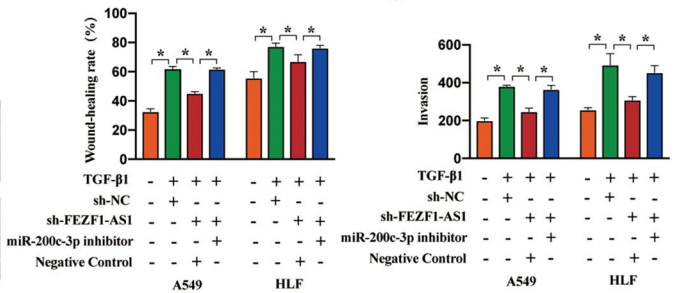 Wound-healing rate (%)
100
80
60
40
20
0
* * * * * *
TGF-β1 - + + + - + + +
sh-NC - + - - - + - -
sh-FEZF1-AS1 - - + + - - + +
miR-200c-3p inhibitor - - - + - - - +
Negative Control - - + - - - + -
A549 HLF
Invasion
600
400
200
0
* * * * * *
TGF-β1 - + + + - + + +
sh-NC - + - - - + - -
sh-FEZF1-AS1 - - + + - - + +
miR-200c-3p inhibitor - - - + - - - +
Negative Control - - + - - - + -
A549 HLF